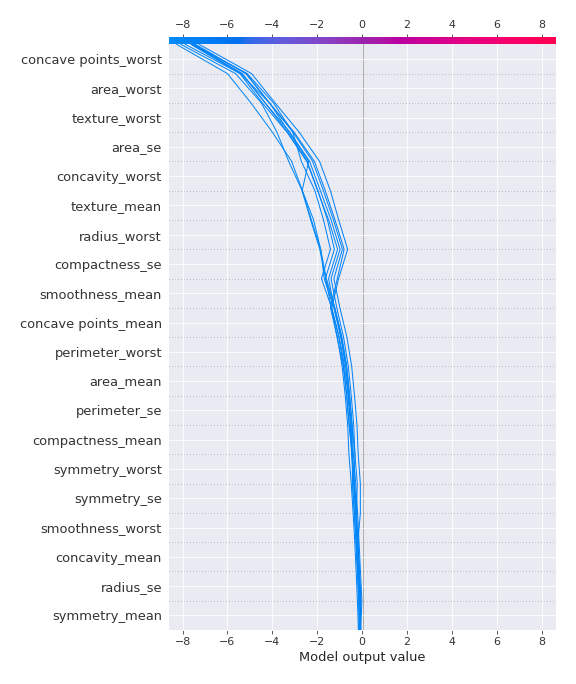 −8 −6 −4 −2 0 2 4 6 8
concave points_worst
area_worst
texture_worst
area_se
concavity_worst
texture_mean
radius_worst
compactness_se
smoothness_mean
concave points_mean
perimeter_worst
area_mean
perimeter_se
compactness_mean
symmetry_worst
symmetry_se
smoothness_worst
concavity_mean
radius_se
symmetry_mean
−8 −6 −4 −2 0 2 4 6 8
Model output value